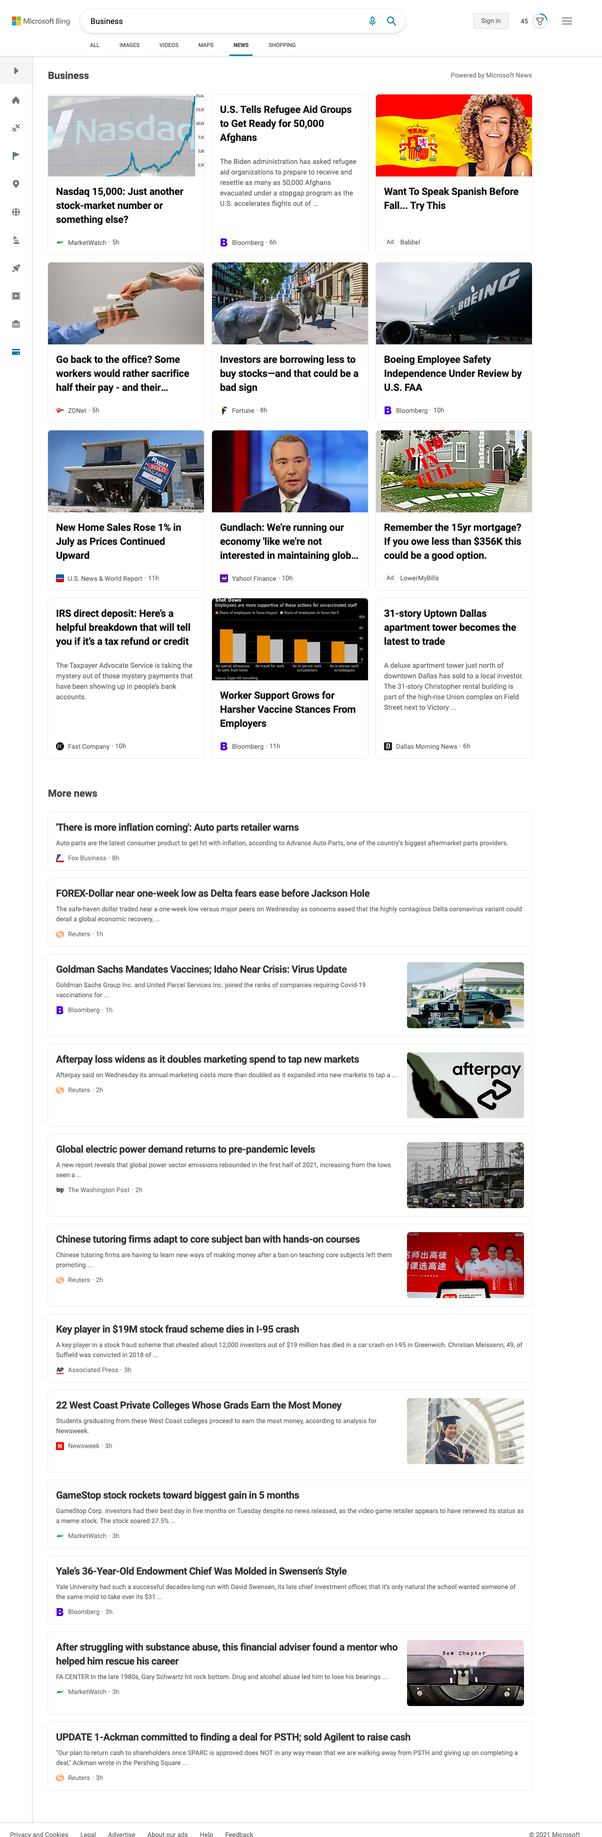 Microsoft Bing
Business
Sign in
45
ALL
IMAGES
VIDEOS
MAPS
NEWS
SHOPPING
Business
Powered by Microsoft News
Nasdaq
Nasdaq 15,000: Just another
stock-market number or
something else?
MarketWatch · 5h
U.S. Tells Refugee Aid Groups
to Get Ready for 50,000
Afghans
The Biden administration has asked refugee
aid organizations to prepare to receive and
resettle as many as 50,000 Afghans
evacuated under a stopgap program as the
U.S. accelerates flights out of ...
Bloomberg · 6h
Want To Speak Spanish Before
Fall... Try This
Ad Babbel
Go back to the office? Some
workers would rather sacrifice
half their pay - and their...
ZDNet · 5h
Investors are borrowing less to
buy stocks—and that could be a
bad sign
Fortune · 8h
BOEING
Boeing Employee Safety
Independence Under Review by
U.S. FAA
Bloomberg · 10h
Ryan
SOLD
New Home Sales Rose 1% in
July as Prices Continued
Upward
U.S. News & World Report · 11h
Gundlach: We're running our
economy 'like we're not
interested in maintaining glob...
Yahoo! Finance · 10h
PAID
IN
FULL
Remember the 15yr mortgage?
If you owe less than $356K this
could be a good option.
Ad LowerMyBills
IRS direct deposit: Here's a
helpful breakdown that will tell
you if it's a tax refund or credit
The Taxpayer Advocate Service is taking the
mystery out of those mystery payments that
have been showing up in people's bank
accounts.
Fast Company · 10h
Shut Down
Employees are more supportive of these actions for unvaccinated staff
Worker Support Grows for
Harsher Vaccine Stances From
Employers
Bloomberg · 11h
31-story Uptown Dallas
apartment tower becomes the
latest to trade
A deluxe apartment tower just north of
downtown Dallas has sold to a local investor.
The 31-story Christopher rental building is
part of the high-rise Union complex on Field
Street next to Victory ...
Dallas Morning News · 6h
More news
'There is more inflation coming': Auto parts retailer warns
Auto parts are the latest consumer product to get hit with inflation, according to Advance Auto Parts, one of the country's biggest aftermarket parts providers.
Fox Business · 8h
FOREX-Dollar near one-week low as Delta fears ease before Jackson Hole
The safe-haven dollar traded near a one-week low versus major peers on Wednesday as concerns eased that the highly contagious Delta coronavirus variant could
derail a global economic recovery, ...
Reuters · 1h
Goldman Sachs Mandates Vaccines; Idaho Near Crisis: Virus Update
Goldman Sachs Group Inc. and United Parcel Services Inc. joined the ranks of companies requiring Covid-19
vaccinations for ...
Bloomberg · 1h
Afterpay loss widens as it doubles marketing spend to tap new markets
Afterpay said on Wednesday its annual marketing costs more than doubled as it expanded into new markets to tap a ...
Reuters · 2h
afterpay
Global electric power demand returns to pre-pandemic levels
A new report reveals that global power sector emissions rebounded in the first half of 2021, increasing from the lows
seen a ...
The Washington Post · 2h
Chinese tutoring firms adapt to core subject ban with hands-on courses
Chinese tutoring firms are having to learn new ways of making money after a ban on teaching core subjects left them
promoting ...
Reuters · 2h
名师出高徒
课选高途
Key player in $19M stock fraud scheme dies in I-95 crash
A key player in a stock fraud scheme that cheated about 12,000 investors out of $19 million has died in a car crash on I-95 in Greenwich. Christian Meissenn, 49, of
Suffield was convicted in 2018 of ...
AP Associated Press · 3h
22 West Coast Private Colleges Whose Grads Earn the Most Money
Students graduating from these West Coast colleges proceed to earn the most money, according to analysis for
Newsweek.
Newsweek · 3h
GameStop stock rockets toward biggest gain in 5 months
GameStop Corp. investors had their best day in five months on Tuesday despite no news released, as the video game retailer appears to have renewed its status as
a meme stock. The stock soared 27.5% ...
MarketWatch · 3h
Yale's 36-Year-Old Endowment Chief Was Molded in Swensen's Style
Yale University had such a successful decades-long run with David Swensen, its late chief investment officer, that it's only natural the school wanted someone of
the same mold to take over its $31 ...
Bloomberg · 3h
After struggling with substance abuse, this financial adviser found a mentor who
helped him rescue his career
FA CENTER In the late 1980s, Gary Schwartz hit rock bottom. Drug and alcohol abuse led him to lose his bearings ...
MarketWatch · 3h
New Chapter
UPDATE 1-Ackman committed to finding a deal for PSTH; sold Agilent to raise cash
"Our plan to return cash to shareholders once SPARC is approved does NOT in any way mean that we are walking away from PSTH and giving up on completing a
deal," Ackman wrote in the Pershing Square ...
Reuters · 3h
Privacy and Cookies
Legal
Advertise
About our ads
Help
Feedback
© 2021 Microsoft